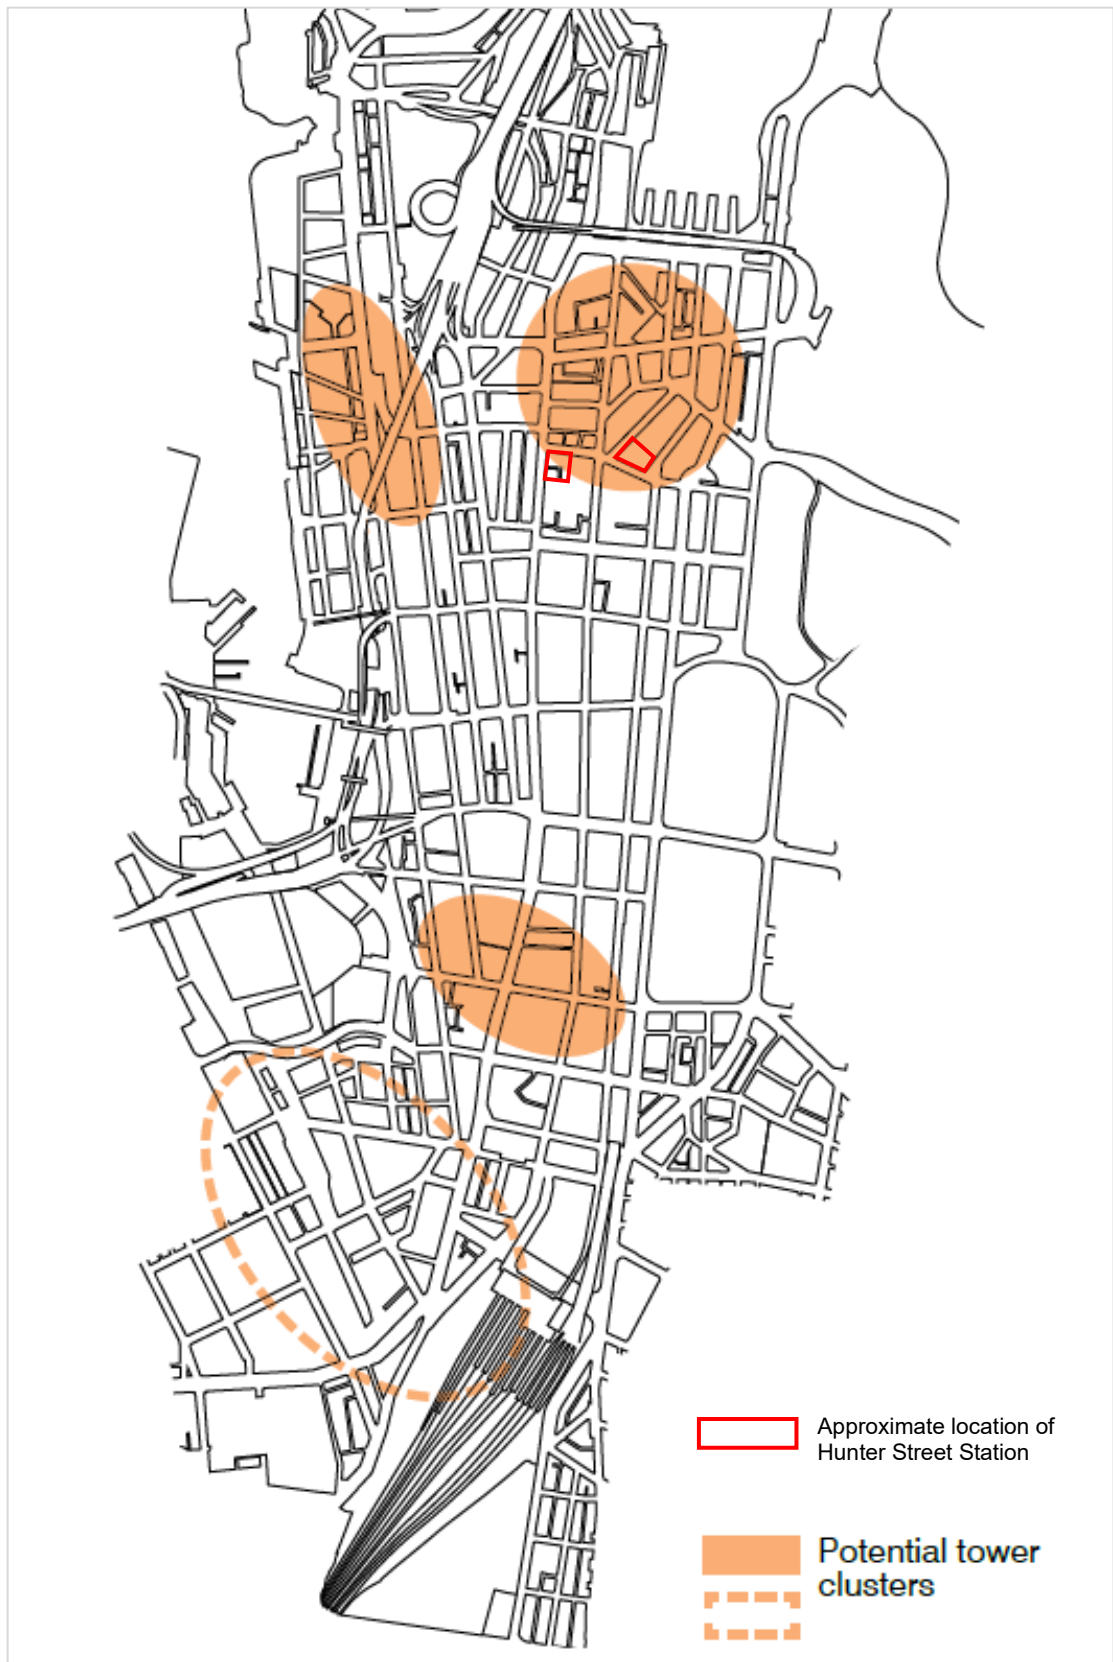 Approximate location of
Hunter Street Station
Potential tower
clusters